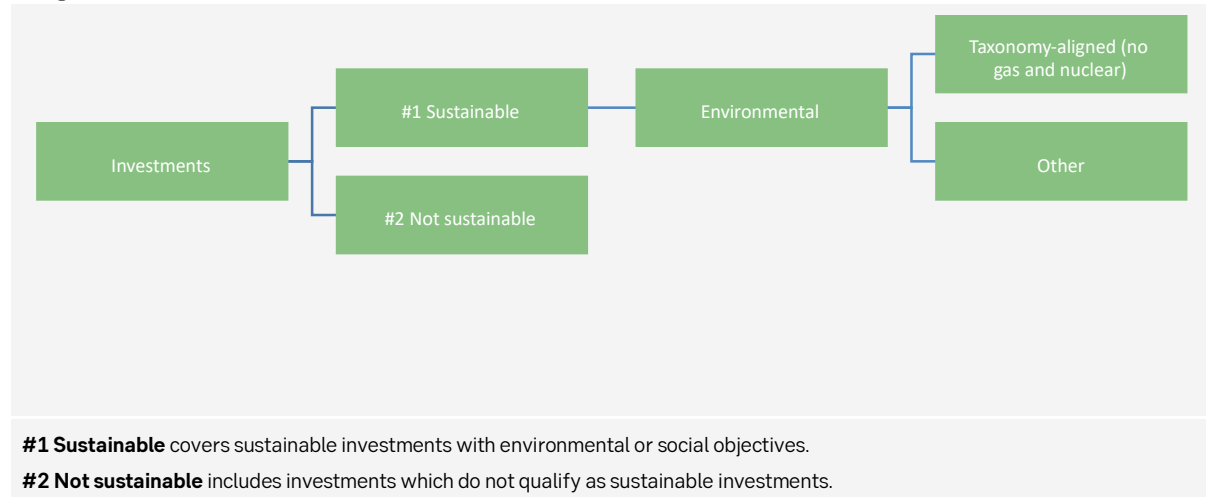 Taxonomy-aligned (no
gas and nuclear)
#1 Sustainable
Environmental
Investments
Other
#2 Not sustainable
#1 Sustainable covers sustainable investments with environmental or social objectives.
#2 Not sustainable includes investments which do not qualify as sustainable investments.